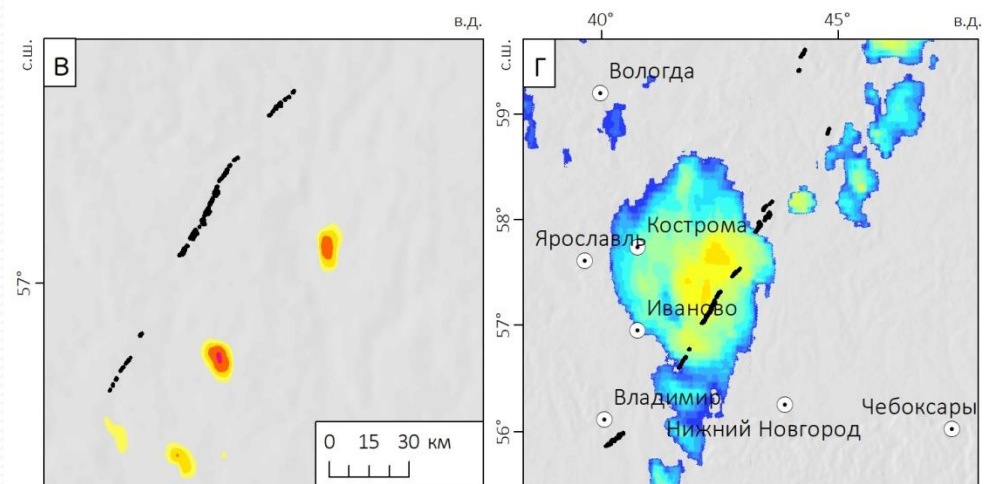 в.д.
с.ш.
В
57°
0 15 30 км
40° 45° в.д.
с.ш.
Г
Вологда
59°
58°
Кострома
Ярославль
57°
Иваново
Владимир
Чебоксары
56°
Нижний Новгород